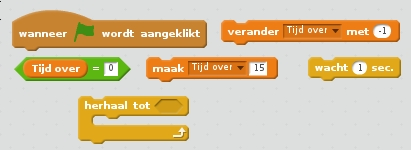 wanneer wordt aangeklikt
verander Tijd over met -1
Tijd over = 0
maak Tijd over 15
wacht 1 sec.
herhaal tot